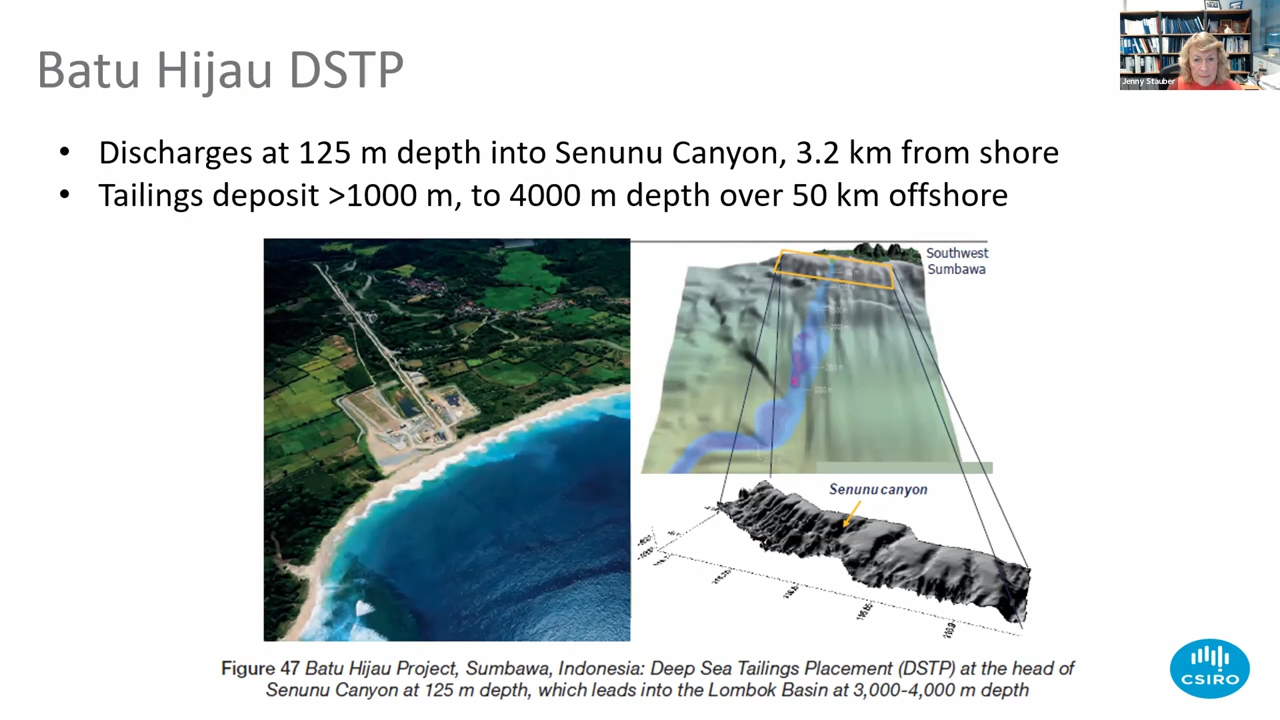 Batu Hijau DSTP
Jenny Stauber
• Discharges at 125 m depth into Senunu Canyon, 3.2 km from shore
• Tailings deposit >1000 m, to 4000 m depth over 50 km offshore
Southwest
Sumbawa
Senunu canyon
Figure 47 Batu Hijau Project, Sumbawa, Indonesia: Deep Sea Tailings Placement (DSTP) at the head of
Senunu Canyon at 125 m depth, which leads into the Lombok Basin at 3,000-4,000 m depth
CSIRO